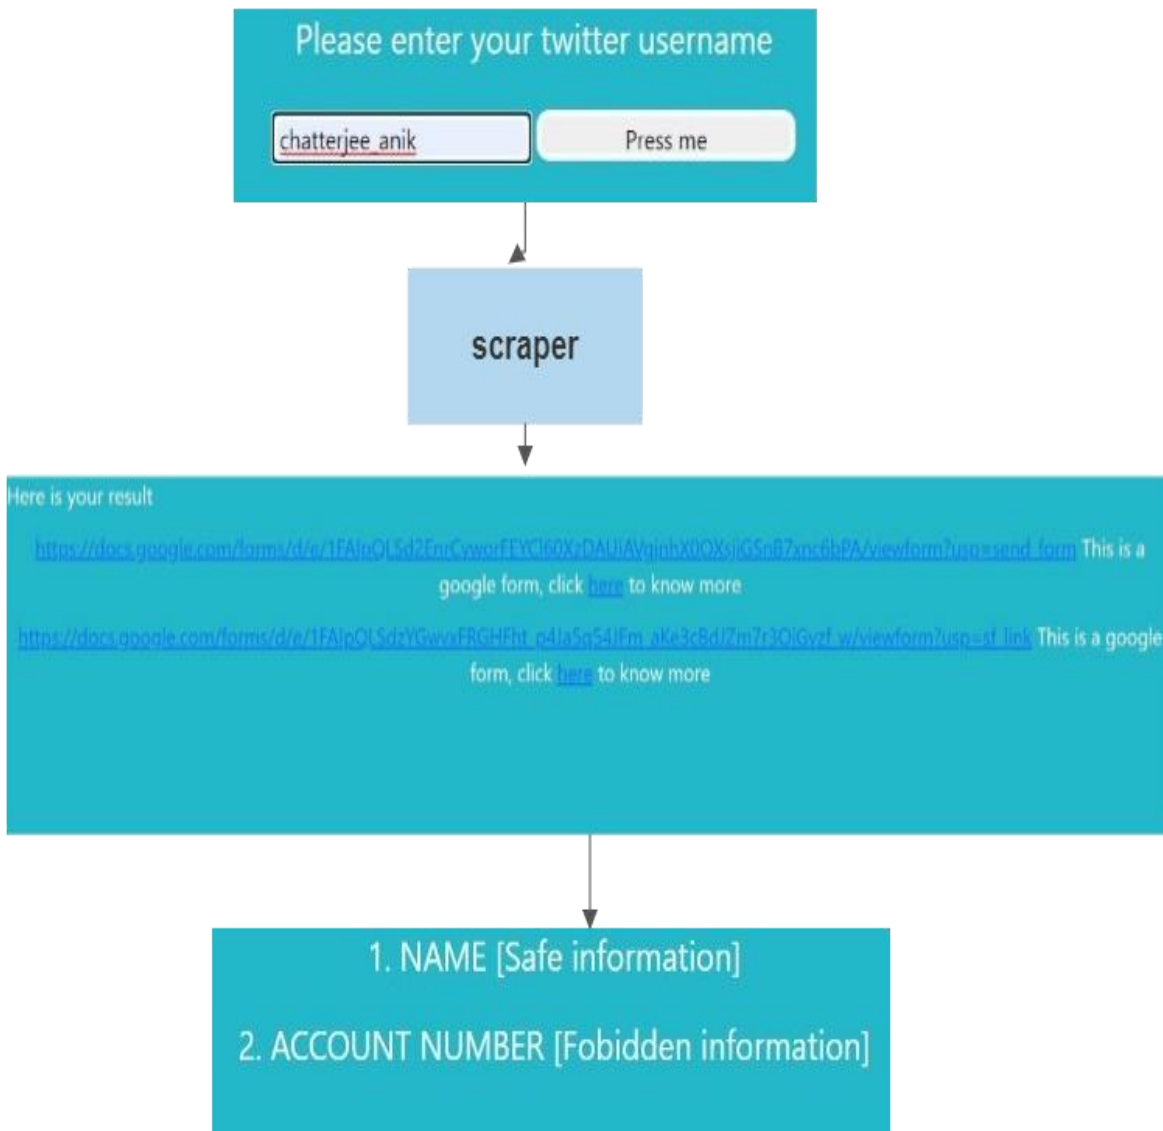 Please enter your twitter username
chatterjee_anik Press me
scraper
Here is your result
This is a
google form, click here to know more
This is a google
form, click here to know more
1. NAME [Safe information]
2. ACCOUNT NUMBER [Fobidden information]